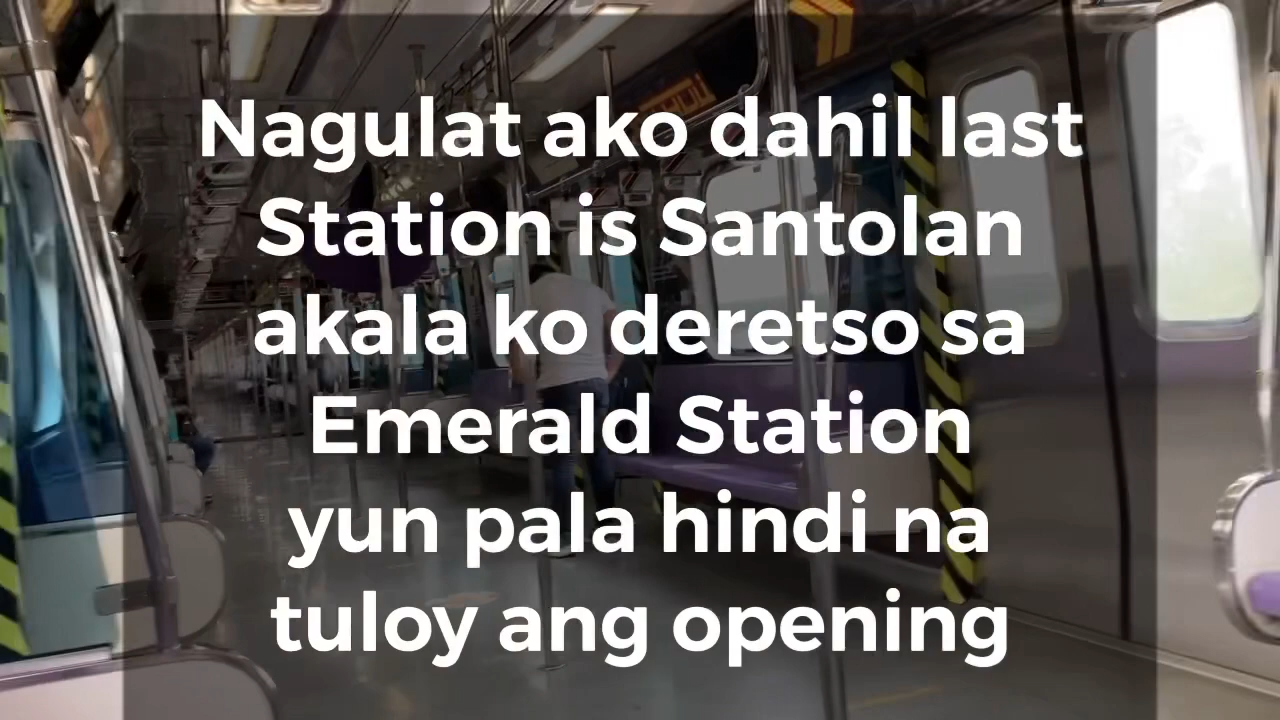 Nagulat ako dahil last
Station is Santolan
akala ko deretso sa
Emerald Station
yun pala hindi na
tuloy ang opening